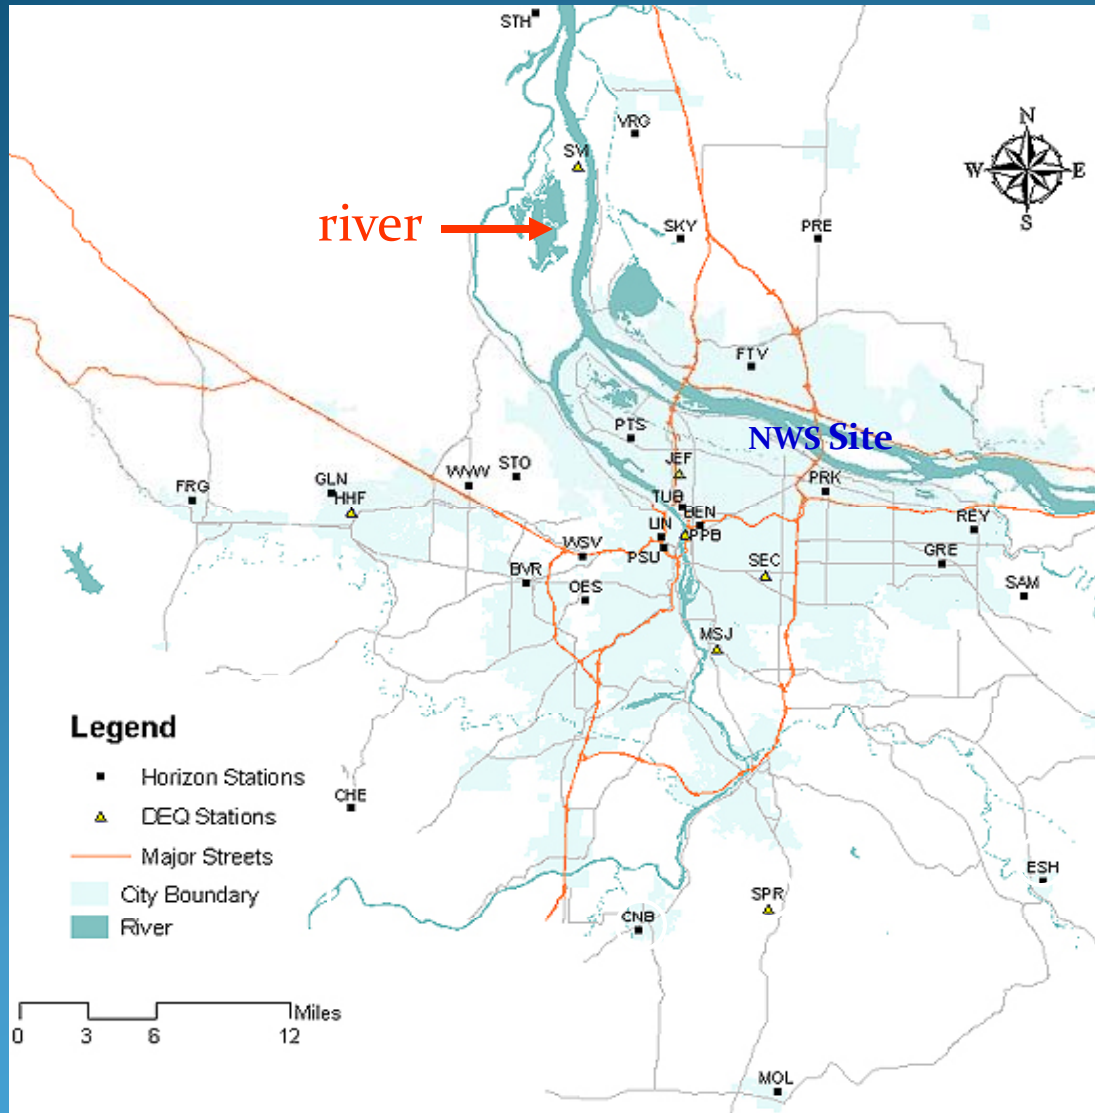 STH
VRG
SVI
N
W E
S
river
SKY
PRE
FTV
PTS
NWS Site
JEF
WVW
STO
GLN
HHF
FRG
PRK
TUB
BEN
LIN
PPB
PSU
REY
WSV
BVR
OES
SEC
GRE
SAM
MSJ
Legend
Horizon Stations
DEQ Stations
Major Streets
City Boundary
River
CHE
ESH
SPR
CNB
Miles
0 3 6 12
MOL